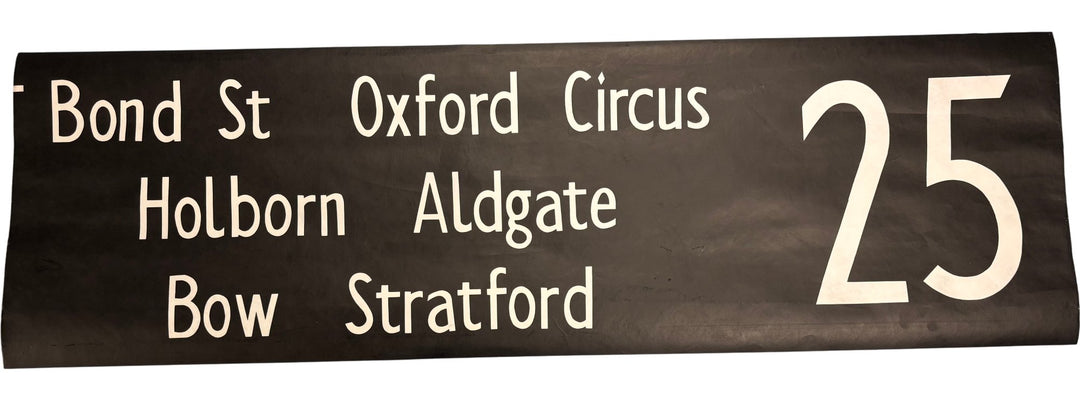 Bond St Oxford Circus
Holborn Aldgate
Bow Stratford
25